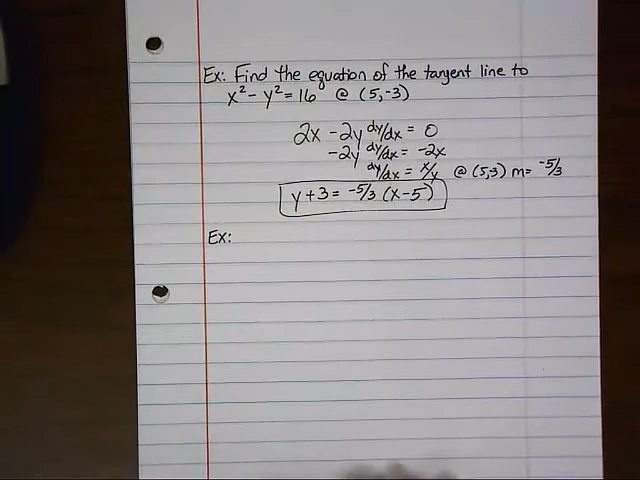 Ex: Find the equation of the tangent line to
x² - y² = 16 @ (5,-3)
2x - 2y dy/dx = 0
-2y dy/dx = -2x
dy/dx = x/y @ (5,3) m = -5/3
y + 3 = -5/3 (x - 5)
Ex: